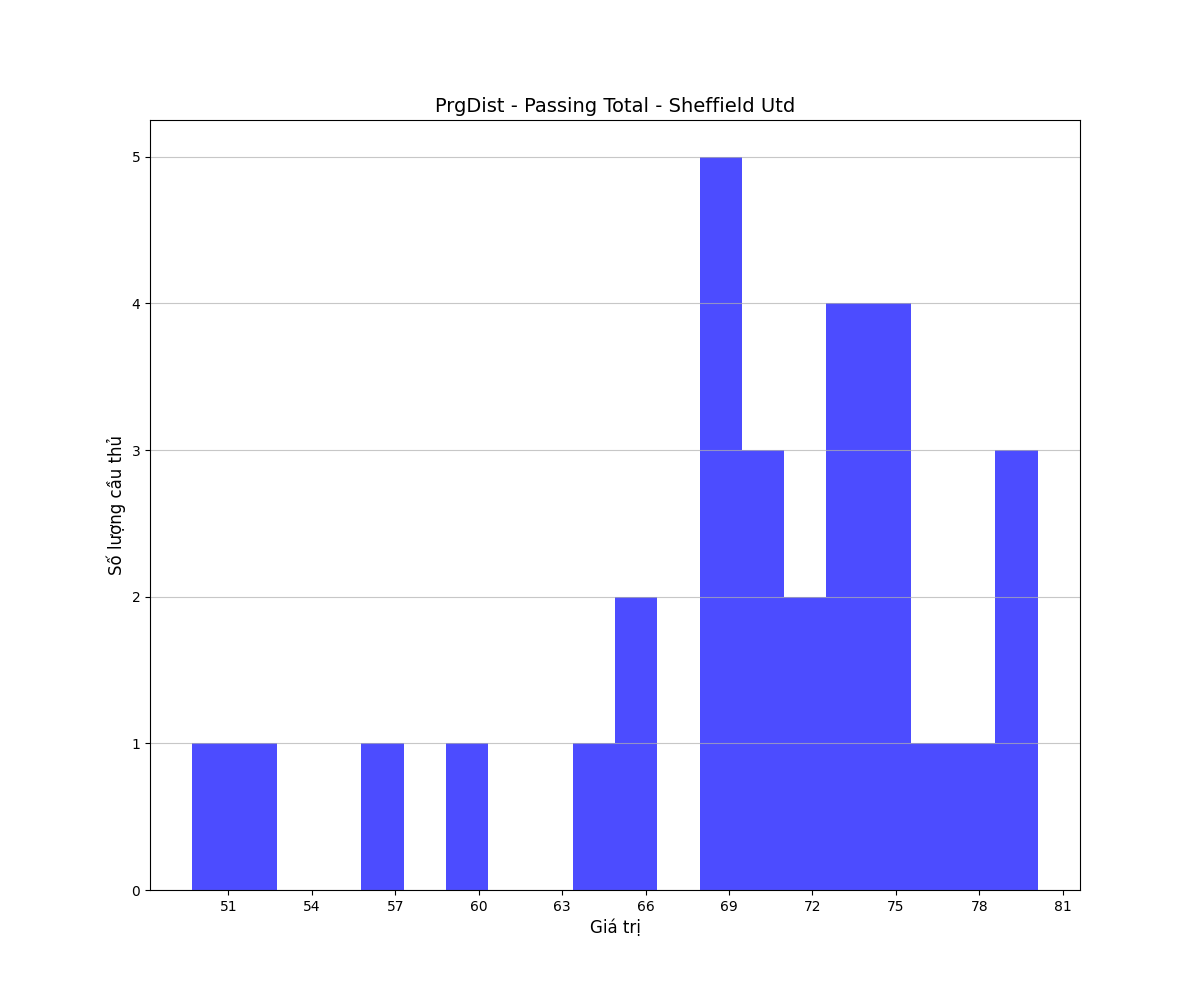 PrgDist - Passing Total - Sheffield Utd
5
4
3
2
1
0
Số lượng cầu thủ
51 54 57 60 63 66 69 72 75 78 81
Giá trị